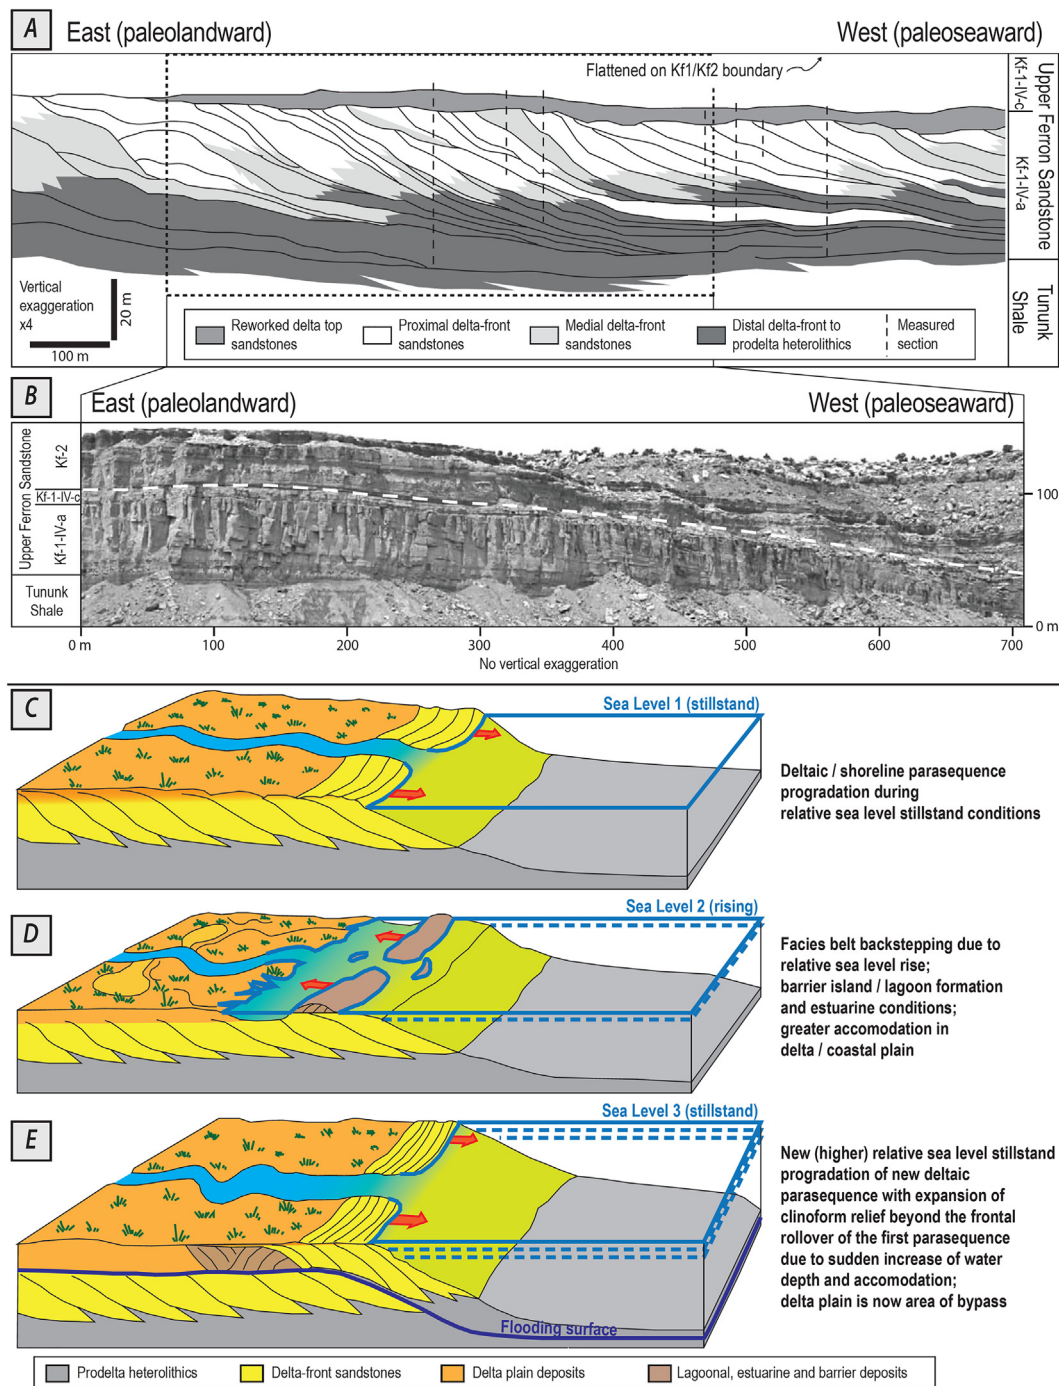 A
East (paleolandward)
West (paleoseaward)
Flattened on Kf1/Kf2 boundary
Kf-1-IV-c
Kf-1-IV-a
Upper Ferron Sandstone
Tununk
Shale
Vertical
exaggeration
x4
20 m
100 m
Reworked delta top
sandstones
Proximal delta-front
sandstones
Medial delta-front
sandstones
Distal delta-front to
prodelta heterolithics
Measured
section
B
East (paleolandward)
West (paleoseaward)
Upper Ferron Sandstone
Kf-2
Kf-1-IV-c
Kf-1-IV-a
Tununk
Shale
100
0 m
0 m
100
200
300
400
500
600
700
No vertical exaggeration
C
Sea Level 1 (stillstand)
Deltaic / shoreline parasequence
progradation during
relative sea level stillstand conditions
D
Sea Level 2 (rising)
Facies belt backstepping due to
relative sea level rise;
barrier island / lagoon formation
and estuarine conditions;
greater accomodation in
delta / coastal plain
E
Sea Level 3 (stillstand)
New (higher) relative sea level stillstand
progradation of new deltaic
parasequence with expansion of
clinoform relief beyond the frontal
rollover of the first parasequence
due to sudden increase of water
depth and accomodation;
delta plain is now area of bypass
Flooding surface
Prodelta heterolithics
Delta-front sandstones
Delta plain deposits
Lagoonal, estuarine and barrier deposits